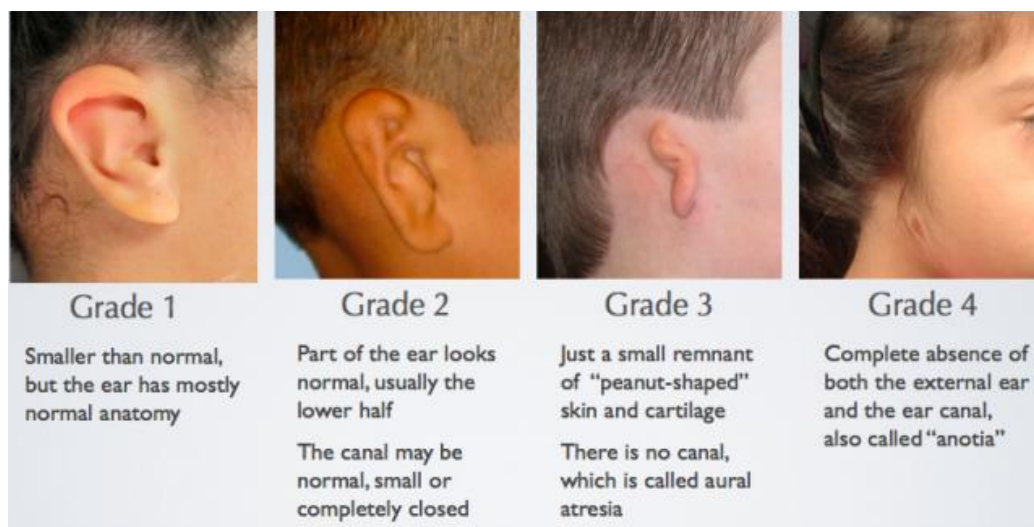 Grade 1
Smaller than normal,
but the ear has mostly
normal anatomy
Grade 2
Part of the ear looks
normal, usually the
lower half
The canal may be
normal, small or
completely closed
Grade 3
Just a small remnant
of “peanut-shaped”
skin and cartilage
There is no canal,
which is called aural
atresia
Grade 4
Complete absence of
both the external ear
and the ear canal,
also called “anotia”